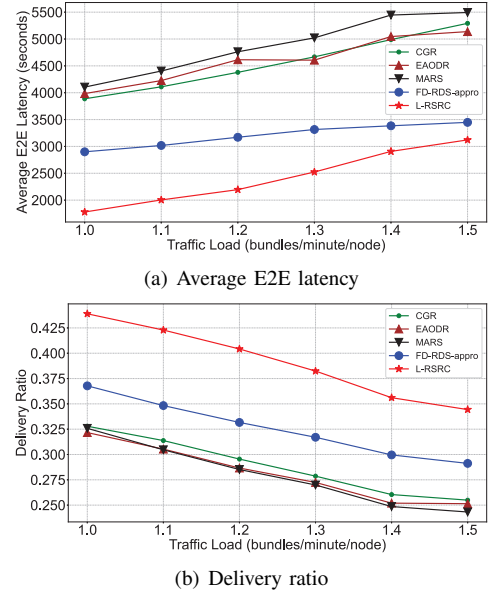 5500
5000
4500
4000
3500
3000
2500
2000
Average E2E Latency (seconds)
CGR
EAODR
MARS
FD-RDS-appro
L-RSRC
1.0 1.1 1.2 1.3 1.4 1.5
Traffic Load (bundles/minute/node)
(a) Average E2E latency
0.425
0.400
0.375
0.350
0.325
0.300
0.275
0.250
Delivery Ratio
CGR
EAODR
MARS
FD-RDS-appro
L-RSRC
1.0 1.1 1.2 1.3 1.4 1.5
Traffic Load (bundles/minute/node)
(b) Delivery ratio